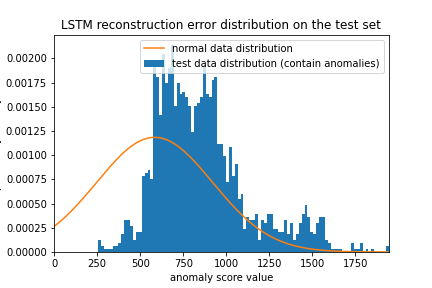 LSTM reconstruction error distribution on the test set
normal data distribution
test data distribution (contain anomalies)
0.00200
0.00175
0.00150
0.00125
0.00100
0.00075
0.00050
0.00025
0.00000
0 250 500 750 1000 1250 1500 1750
anomaly score value